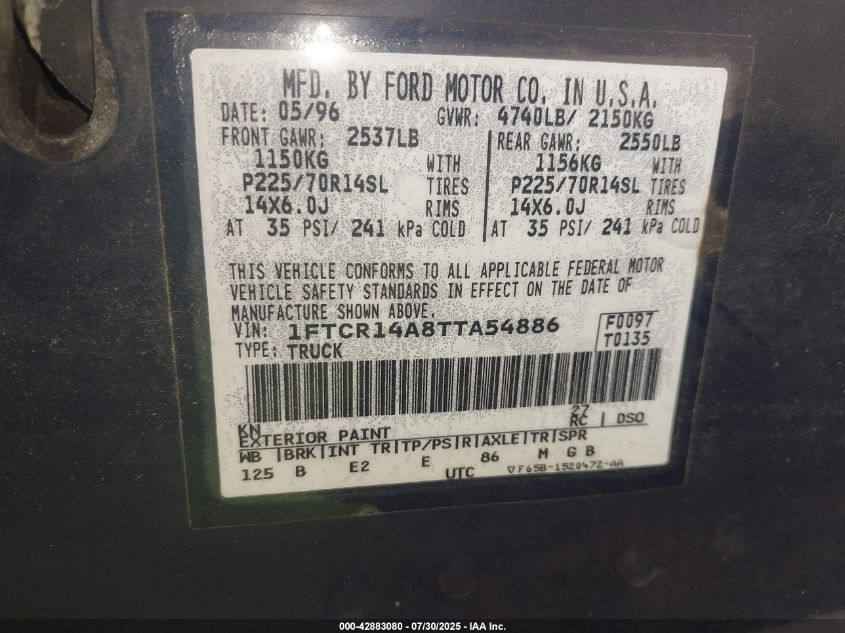 MFD. BY FORD MOTOR CO. IN U.S.A.
DATE: 05/96 GVWR: 4740LB/ 2150KG
FRONT GAWR: 2537LB REAR GAWR: 2550LB
1150KG WITH 1156KG WITH
P225/70R14SL TIRES P225/70R14SL TIRES
14X6.0J RIMS 14X6.0J RIMS
AT 35 PSI/ 241 kPa COLD AT 35 PSI/ 241 kPa COLD
THIS VEHICLE CONFORMS TO ALL APPLICABLE FEDERAL MOTOR
VEHICLE SAFETY STANDARDS IN EFFECT ON THE DATE OF
MANUFACTURE SHOWN ABOVE.
VIN: 1FTCR14A8TTA54886 F0097
TYPE: TRUCK T0135
KN 27
EXTERIOR PAINT RC DSO
WB BRK INT TR TP/PS R AXLE TR SPR
125 B E2 E 86 M G B
UTC ▽F65B-1520472-AA
000-42883080 - 07/30/2025 - IAA Inc.